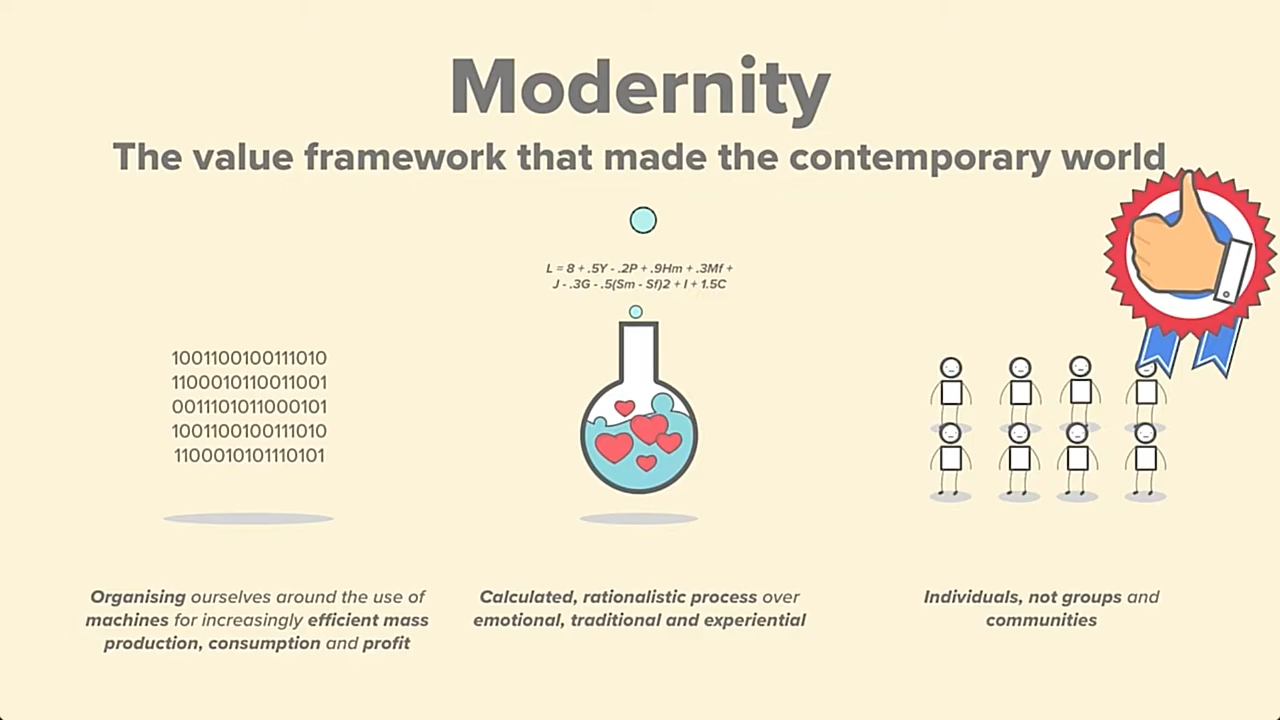 Modernity
The value framework that made the contemporary world
L = 8 + .5Y - .2P + .9Hm + .3Mf +
J - .3G - .5(Sm - Sf)2 + I + 1.5C
1001100100111010
1100010110011001
0011101011000101
1001100100111010
1100010101110101
Organising ourselves around the use of
machines for increasingly efficient mass
production, consumption and profit
Calculated, rationalistic process over
emotional, traditional and experiential
Individuals, not groups and
communities